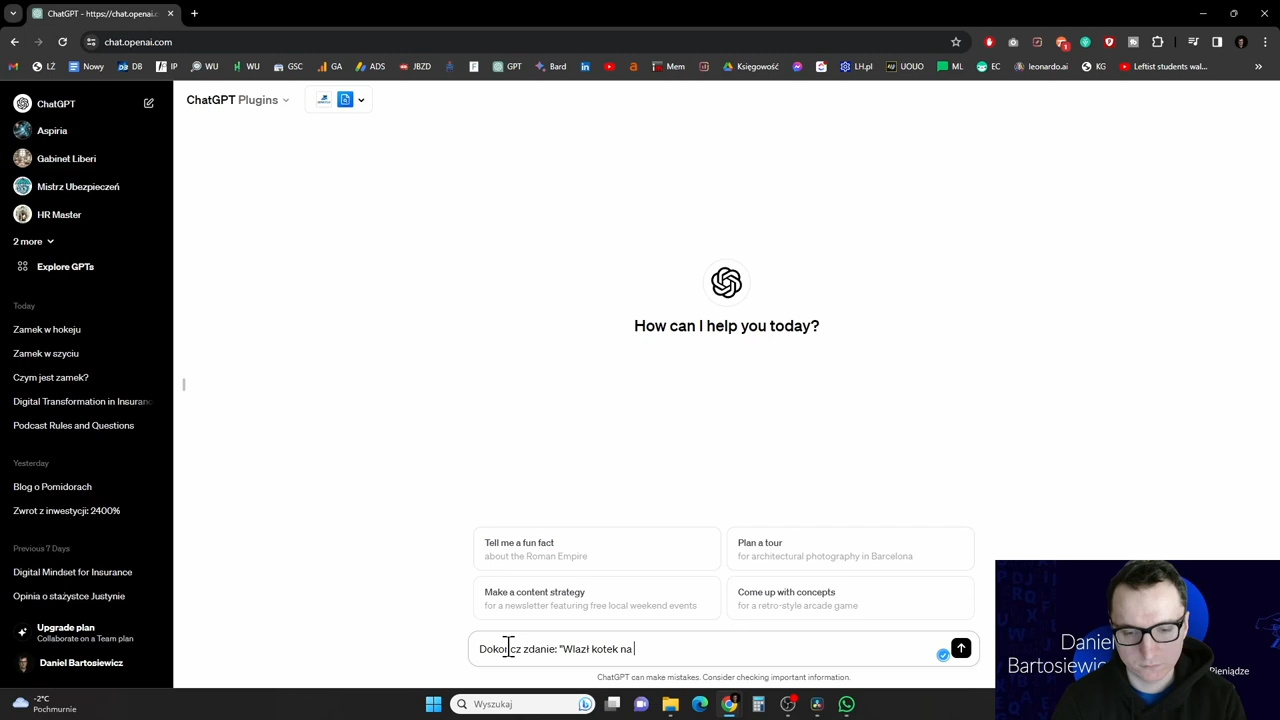 ChatGPT - https://chat.openai.c
chat.openai.com
LŻ
Nowy
DB
IP
WU
WU
GSC
GA
ADS
JBZD
GPT
Bard
Mem
Księgowość
LH.pl
UOUO
ML
EC
leonardo.ai
KG
Leftist students wal...
ChatGPT
ChatGPT Plugins
Aspiria
Gabinet Liberi
Mistrz Ubezpieczeń
HR Master
2 more
Explore GPTs
Today
Zamek w hokeju
Zamek w szyciu
Czym jest zamek?
Digital Transformation in Insuranc
Podcast Rules and Questions
Yesterday
Blog o Pomidorach
Zwrot z inwestycji: 2400%
Previous 7 Days
Digital Mindset for Insurance
Opinia o stażystce Justynie
Upgrade plan
Collaborate on a Team plan
Daniel Bartosiewicz
How can I help you today?
Tell me a fun fact
about the Roman Empire
Plan a tour
for architectural photography in Barcelona
Make a content strategy
for a newsletter featuring free local weekend events
Come up with concepts
for a retro-style arcade game
Dokończ zdanie: "Wlazł kotek na
ChatGPT can make mistakes. Consider checking important information.
Daniel
Bartosiewicz
Pieniądze
-2°C
Pochmurnie
Wyszukaj